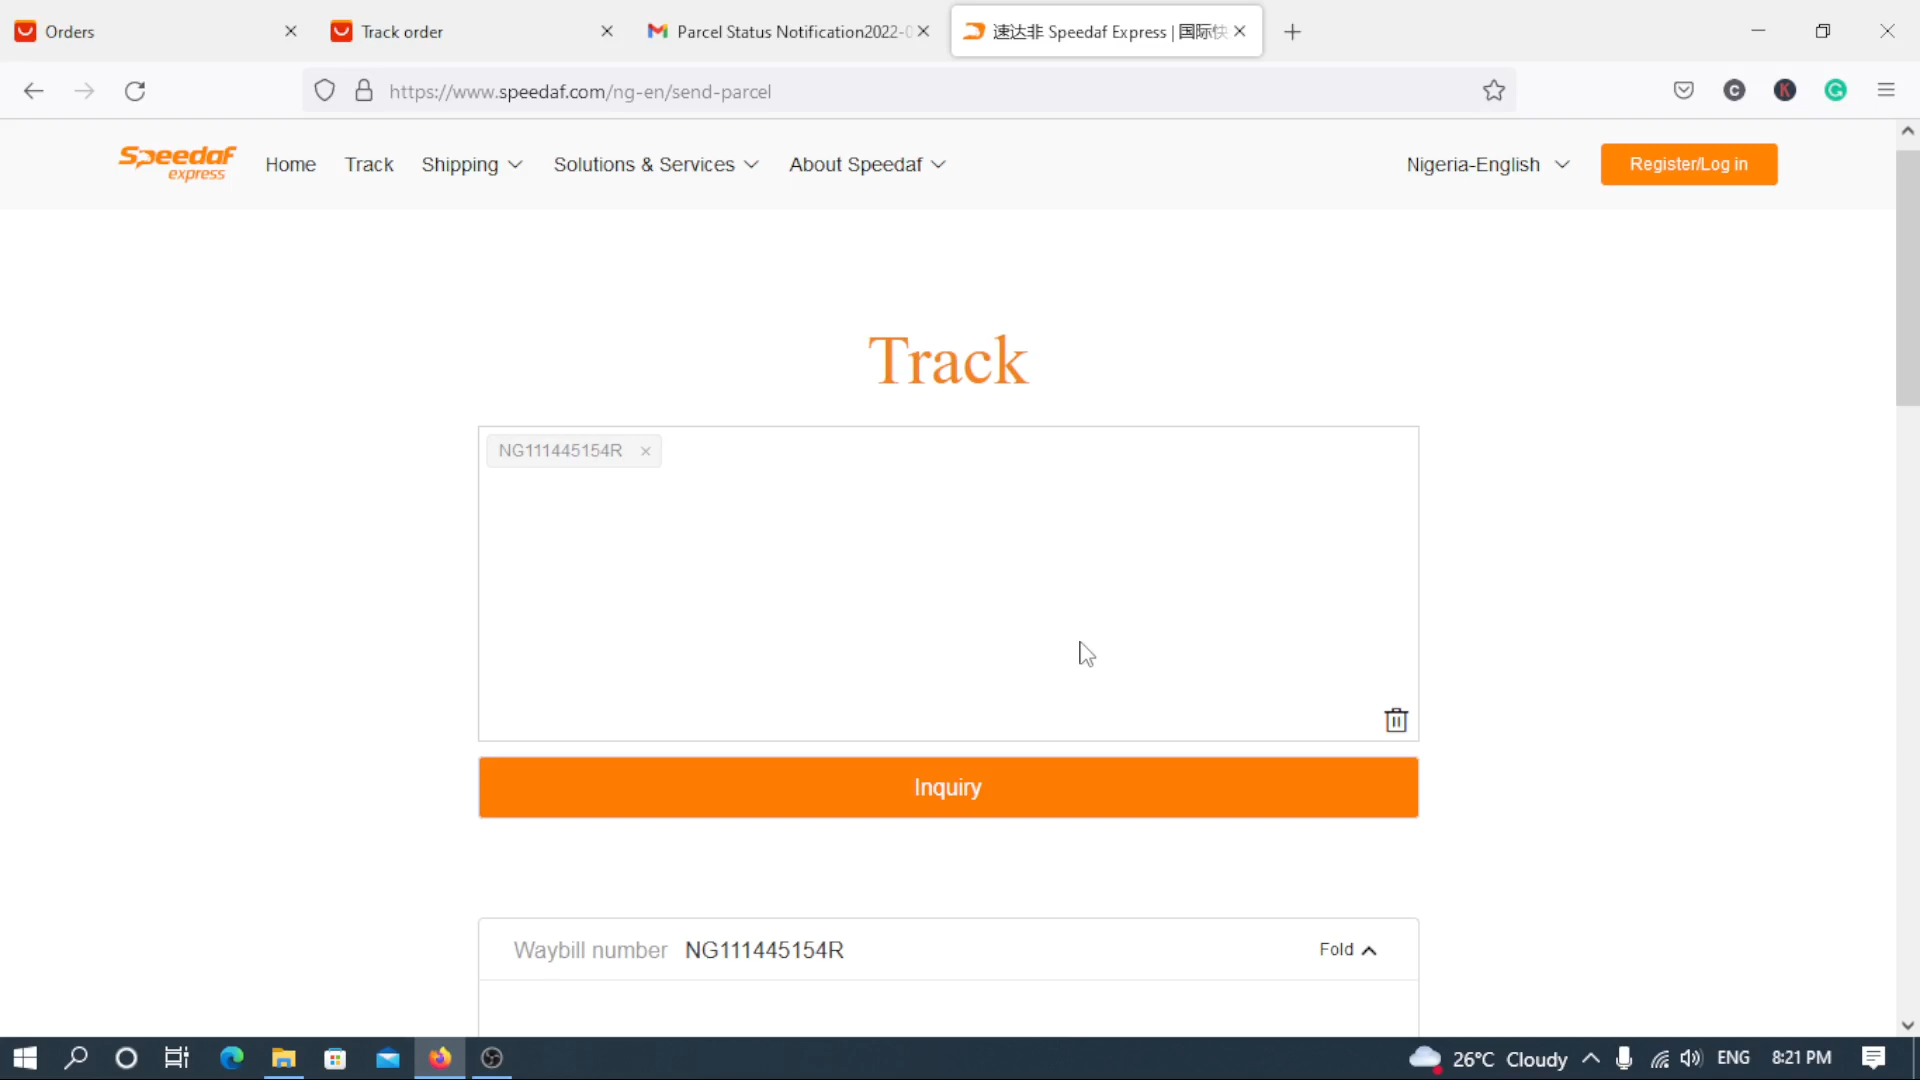 Orders
Track order
Parcel Status Notification2022-0
速达非 Speedaf Express | 国际快
https://www.speedaf.com/ng-en/send-parcel
Speedaf express
Home
Track
Shipping
Solutions & Services
About Speedaf
Nigeria-English
Register/Log in
Track
NG111445154R
Inquiry
Waybill number NG111445154R
Fold
26°C Cloudy
ENG
8:21 PM